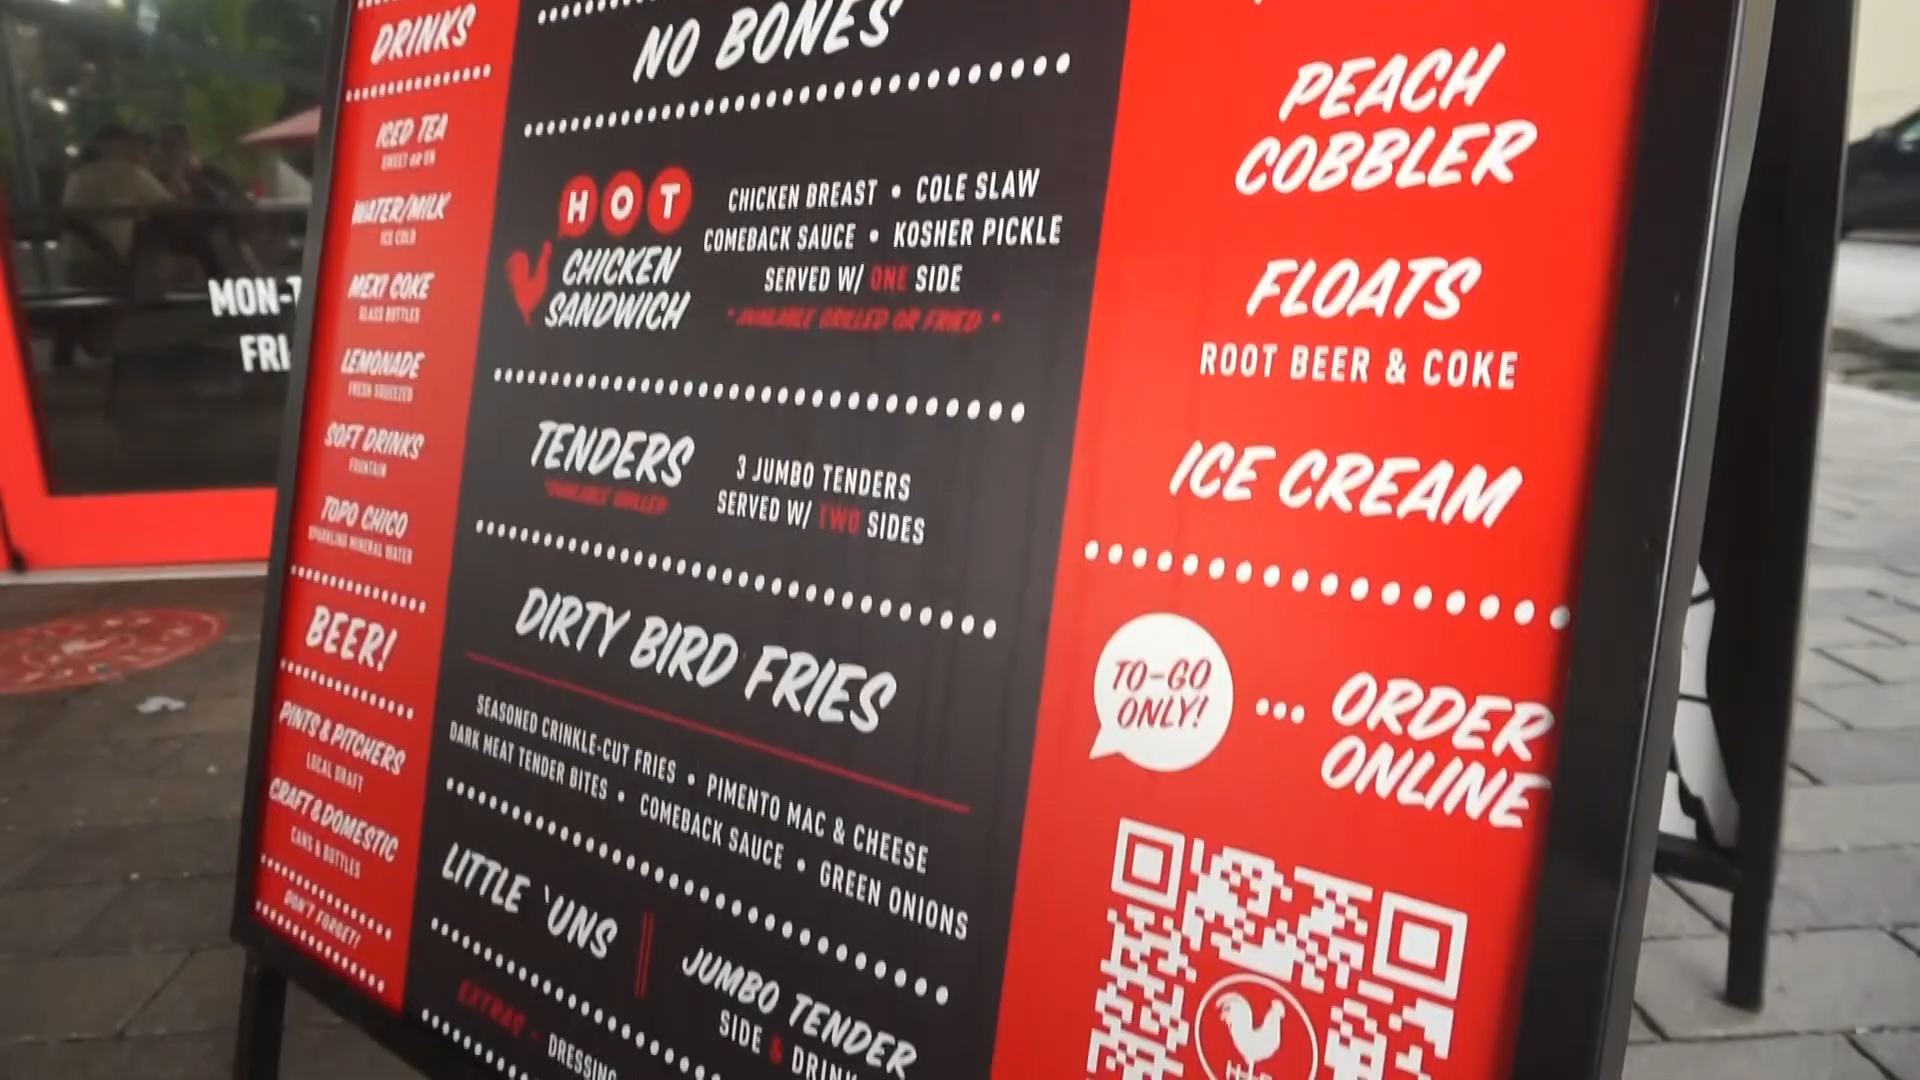 MON-T
FRI-
DRINKS
ICED TEA
SWEET or UN
WATER/MILK
ICE COLD
MEXI COKE
GLASS BOTTLES
LEMONADE
FRESH SQUEEZED
SOFT DRINKS
FOUNTAIN
TOPO CHICO
SPARKLING MINERAL WATER
BEER!
PINTS & PITCHERS
LOCAL DRAFT
CRAFT & DOMESTIC
CANS & BOTTLES
DON'T FORGET!
NO BONES
HOT
CHICKEN
SANDWICH
CHICKEN BREAST • COLE SLAW
COMEBACK SAUCE • KOSHER PICKLE
SERVED W/ ONE SIDE
* AVAILABLE GRILLED OR FRIED *
TENDERS
*AVAILABLE GRILLED
3 JUMBO TENDERS
SERVED W/ TWO SIDES
DIRTY BIRD FRIES
SEASONED CRINKLE-CUT FRIES • PIMENTO MAC & CHEESE
DARK MEAT TENDER BITES • COMEBACK SAUCE • GREEN ONIONS
LITTLE 'UNS
JUMBO TENDER
SIDE & DRINK
EXTRAS - DRESSING
PEACH
COBBLER
FLOATS
ROOT BEER & COKE
ICE CREAM
TO-GO
ONLY!
... ORDER
ONLINE